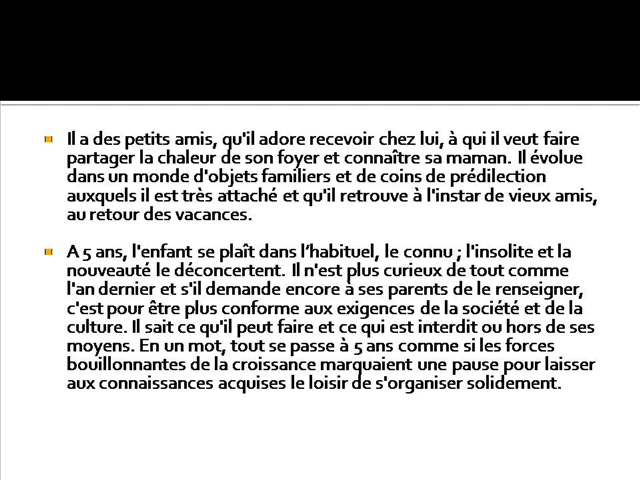 Il a des petits amis, qu'il adore recevoir chez lui, à qui il veut faire
partager la chaleur de son foyer et connaître sa maman. Il évolue
dans un monde d'objets familiers et de coins de prédilection
auxquels il est très attaché et qu'il retrouve à l'instar de vieux amis,
au retour des vacances.
A 5 ans, l'enfant se plaît dans l’habituel, le connu ; l'insolite et la
nouveauté le déconcertent. Il n'est plus curieux de tout comme
l'an dernier et s'il demande encore à ses parents de le renseigner,
c'est pour être plus conforme aux exigences de la société et de la
culture. Il sait ce qu'il peut faire et ce qui est interdit ou hors de ses
moyens. En un mot, tout se passe à 5 ans comme si les forces
bouillonnantes de la croissance marquaient une pause pour laisser
aux connaissances acquises le loisir de s'organiser solidement.